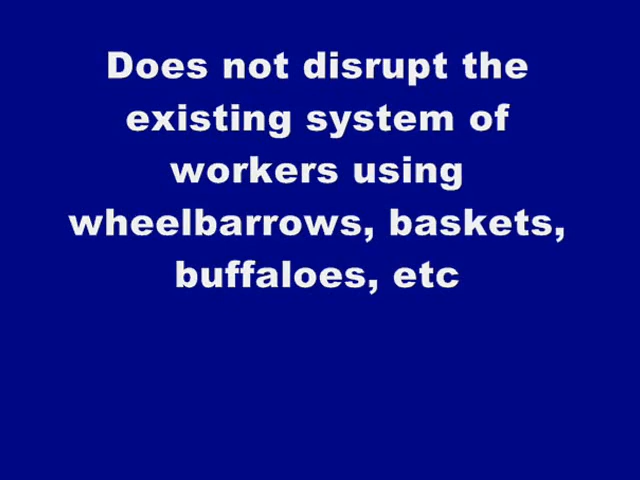 Does not disrupt the
existing system of
workers using
wheelbarrows, baskets,
buffaloes, etc